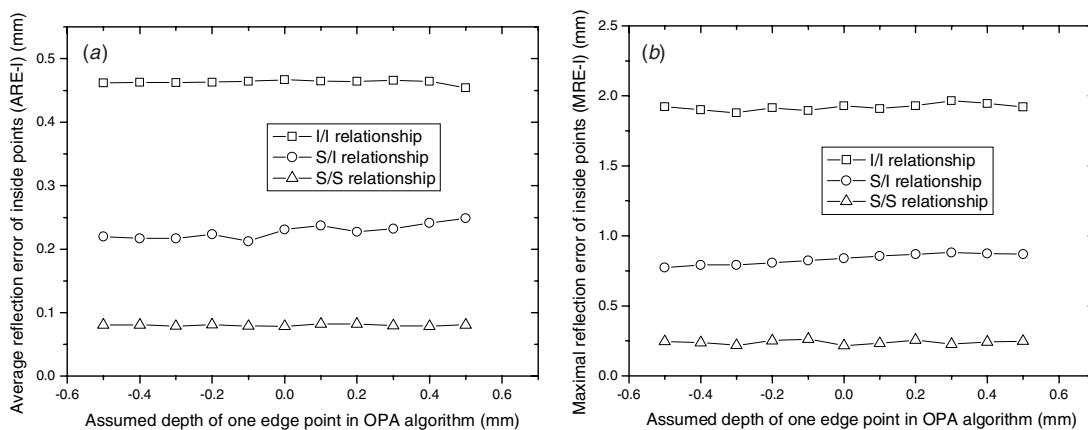 Average reflection error of inside points (ARE-I) (mm)
0.5
0.4
0.3
0.2
0.1
0.0
(a)
I/I relationship
S/I relationship
S/S relationship
-0.6
-0.4
-0.2
0.0
0.2
0.4
0.6
Assumed depth of one edge point in OPA algorithm (mm)
Maximal reflection error of inside points (MRE-I) (mm)
2.5
2.0
1.5
1.0
0.5
0.0
(b)
I/I relationship
S/I relationship
S/S relationship
-0.6
-0.4
-0.2
0.0
0.2
0.4
0.6
Assumed depth of one edge point in OPA algorithm (mm)